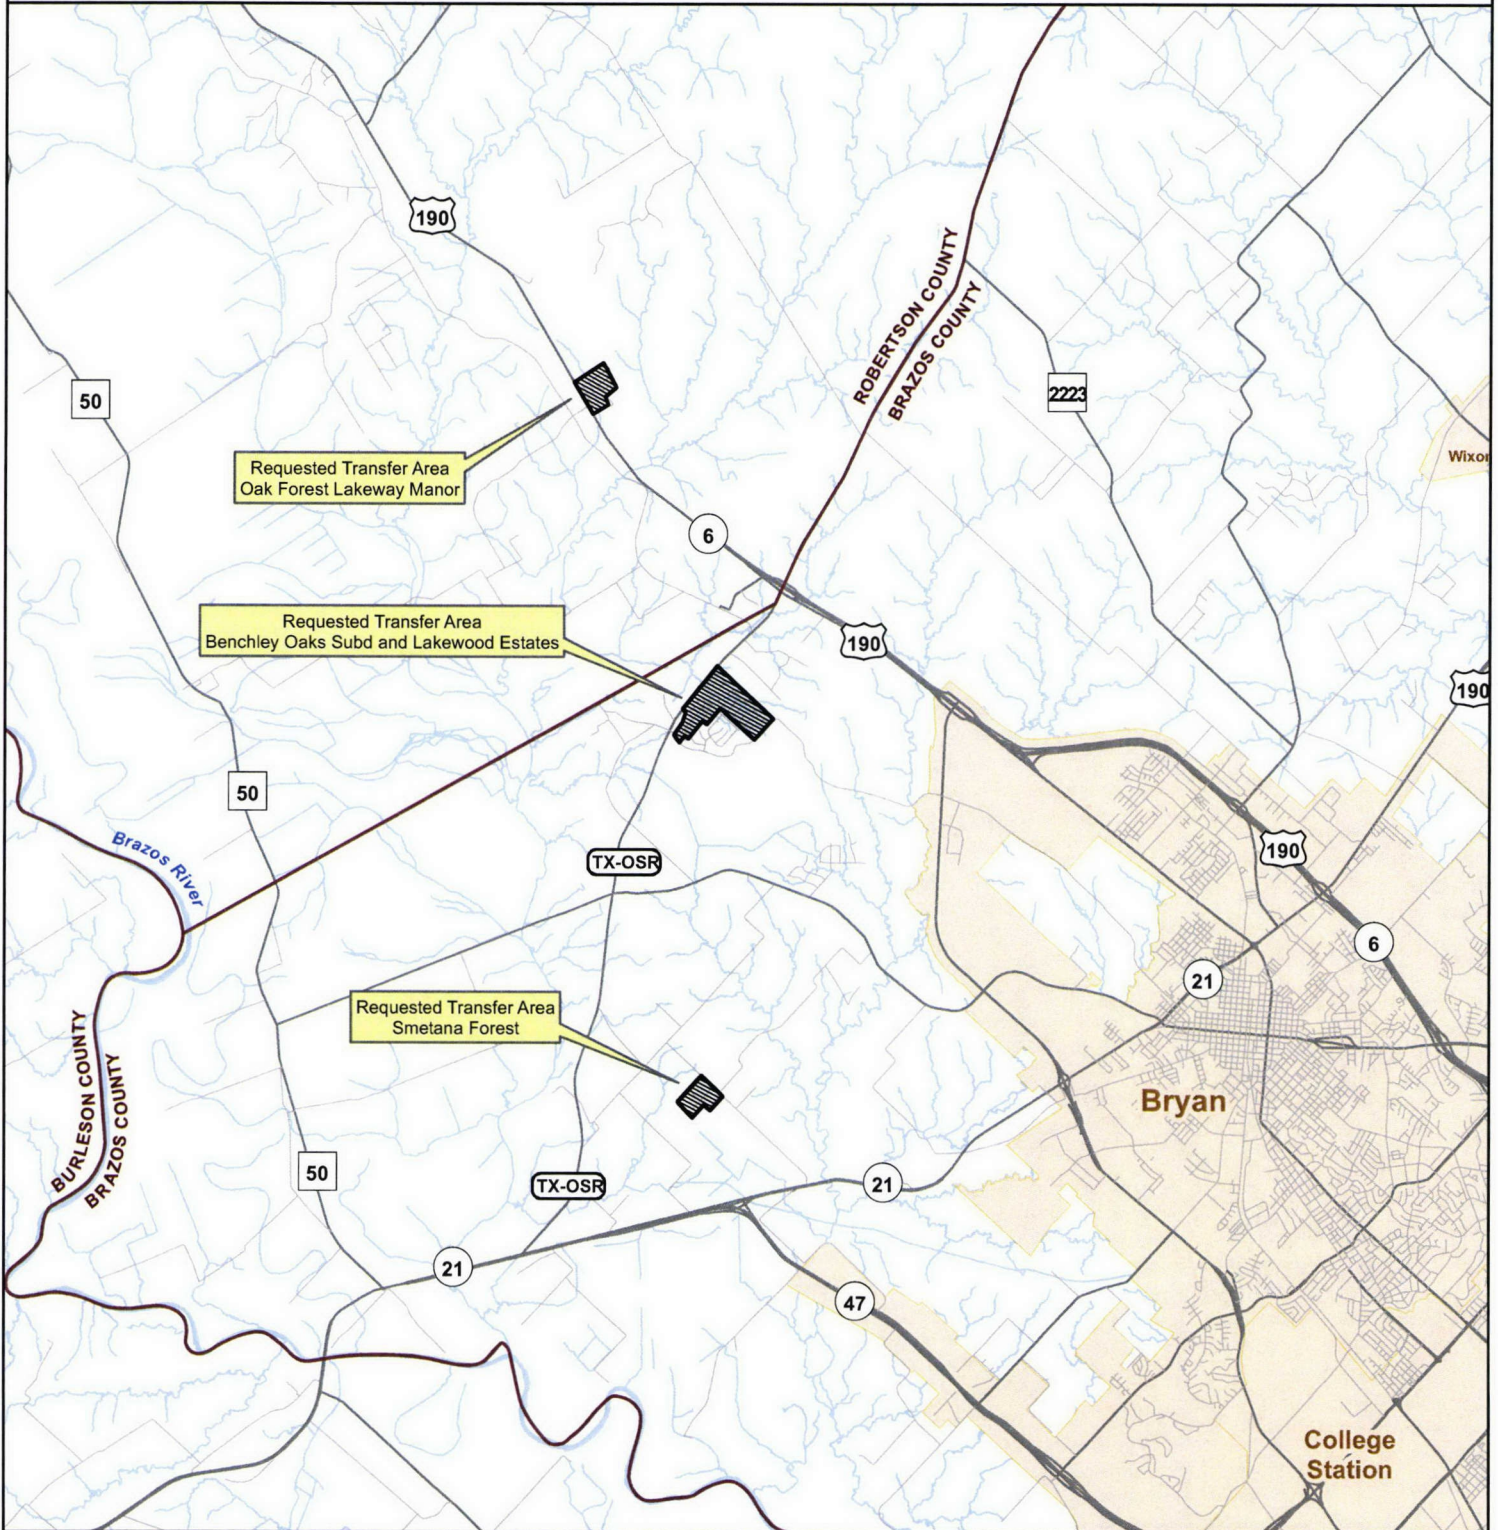 190
ROBERTSON COUNTY
BRAZOS COUNTY
50
2223
Requested Transfer Area
Oak Forest Lakeway Manor
6
Requested Transfer Area
Benchley Oaks Subd and Lakewood Estates
190
190
50
Brazos River
TX-OSR
190
6
21
Requested Transfer Area
Smetana Forest
BURLESON COUNTY
BRAZOS COUNTY
Bryan
50
TX-OSR
21
21
47
College
Station